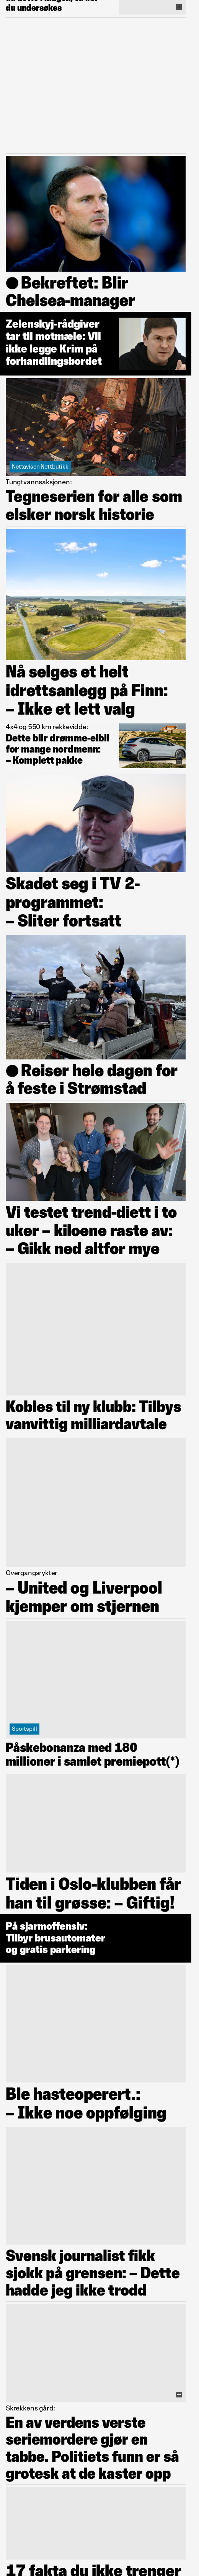 du undersøkes
Bekreftet: Blir
Chelsea-manager
Zelenskyj-rådgiver
tar til motmæle: Vil
ikke legge Krim på
forhandlingsbordet
Nettavisen Nettbutikk
Tungtvannsaksjonen:
Tegneserien for alle som
elsker norsk historie
Nå selges et helt
idrettsanlegg på Finn:
– Ikke et lett valg
4x4 og 550 km rekkevidde:
Dette blir drømme-elbil
for mange nordmenn:
– Komplett pakke
Skadet seg i TV 2-
programmet:
– Sliter fortsatt
Reiser hele dagen for
å feste i Strømstad
Vi testet trend-diett i to
uker – kiloene raste av:
– Gikk ned altfor mye
Kobles til ny klubb: Tilbys
vanvittig milliardavtale
Overgangsrykter
– United og Liverpool
kjemper om stjernen
Sportspill
Påskebonanza med 180
millioner i samlet premiepott(*)
Tiden i Oslo-klubben får
han til å grøsse: – Giftig!
På sjarmoffensiv:
Tilbyr brusautomater
og gratis parkering
Ble hasteoperert.:
– Ikke noe oppfølging
Svensk journalist fikk
sjokk på grensen: – Dette
hadde jeg ikke trodd
Skrekkens gård:
En av verdens verste
seriemordere gjør en
tabbe. Politiets funn er så
grotesk at de kaster opp
17 fakta du ikke trenger